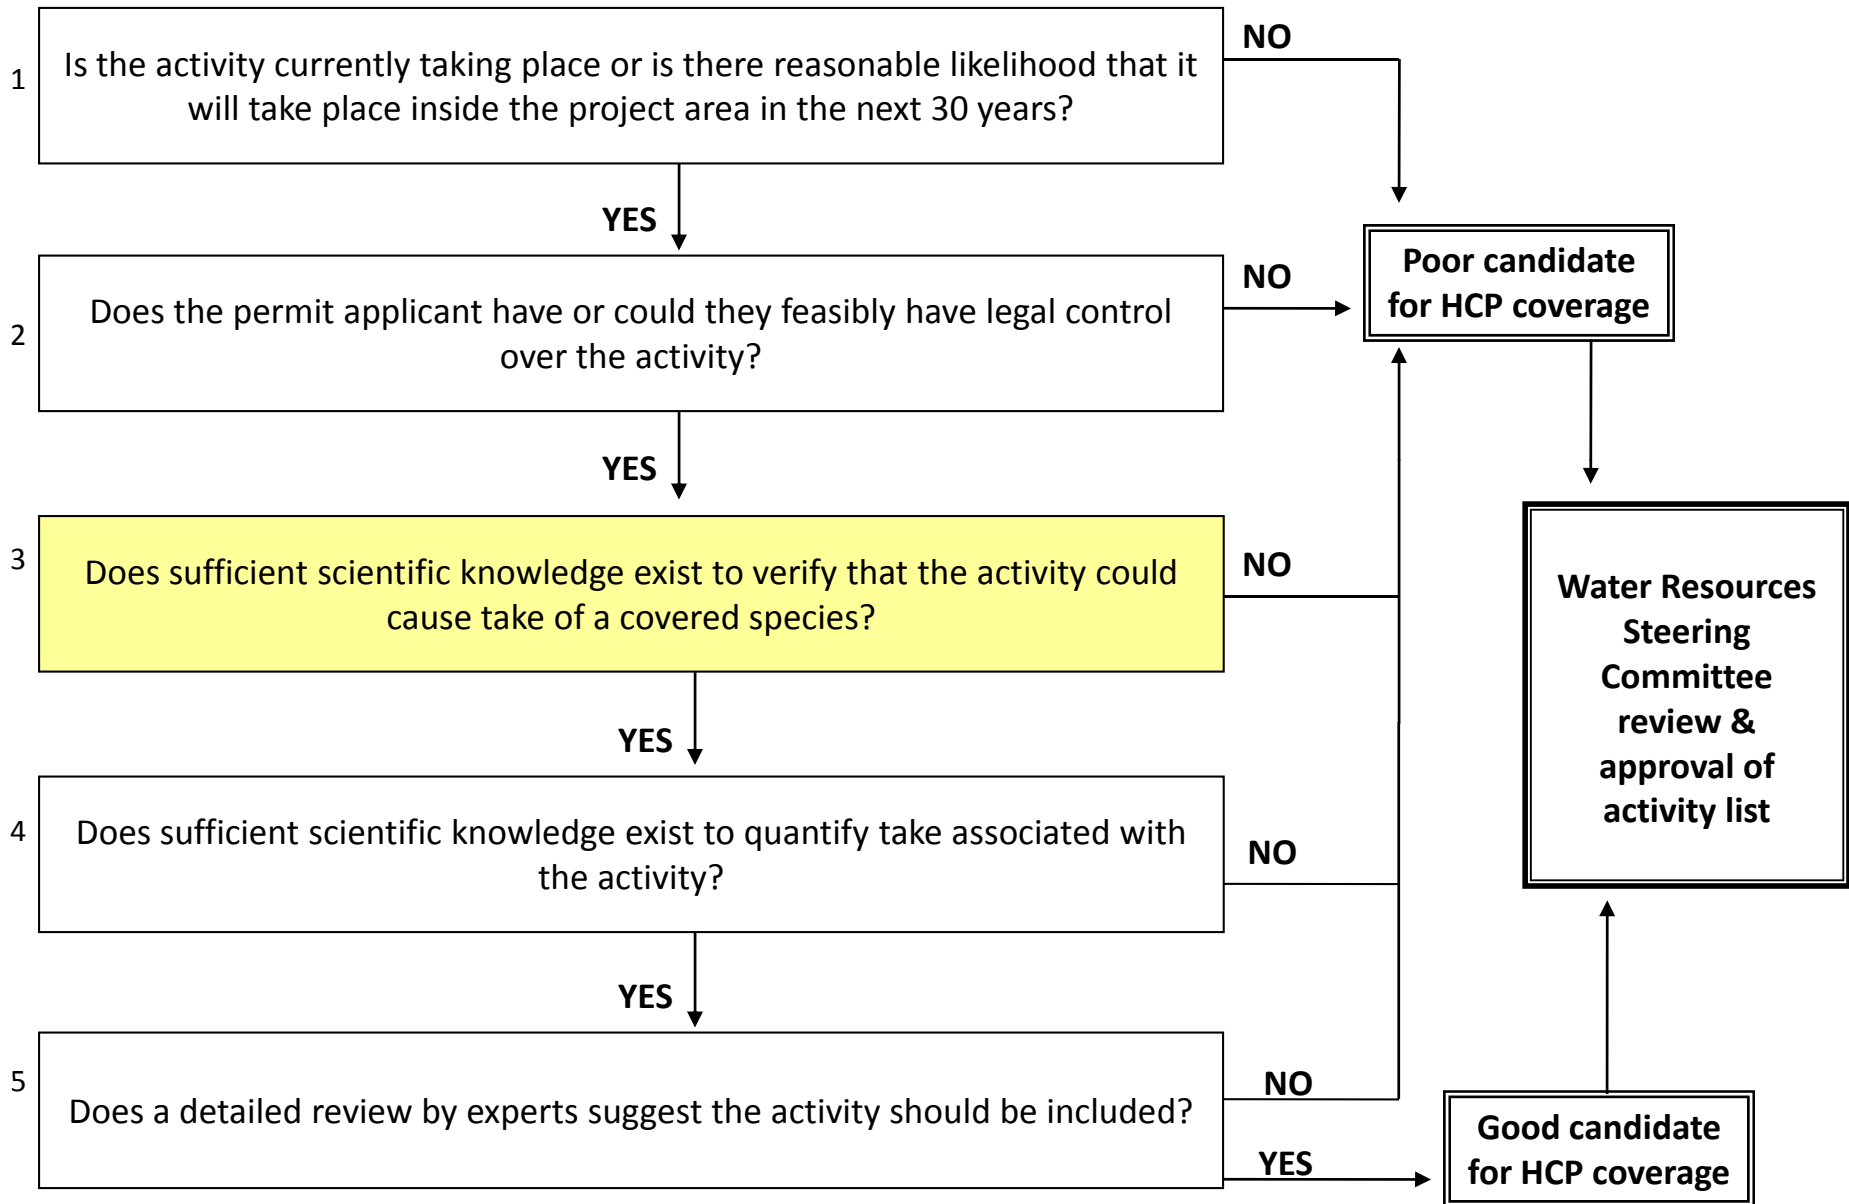 1
Is the activity currently taking place or is there reasonable likelihood that it
will take place inside the project area in the next 30 years?
NO
YES
2
Does the permit applicant have or could they feasibly have legal control
over the activity?
NO
Poor candidate
for HCP coverage
YES
3
Does sufficient scientific knowledge exist to verify that the activity could
cause take of a covered species?
NO
Water Resources
Steering
Committee
review &
approval of
activity list
YES
4
Does sufficient scientific knowledge exist to quantify take associated with
the activity?
NO
YES
5
Does a detailed review by experts suggest the activity should be included?
NO
YES
Good candidate
for HCP coverage